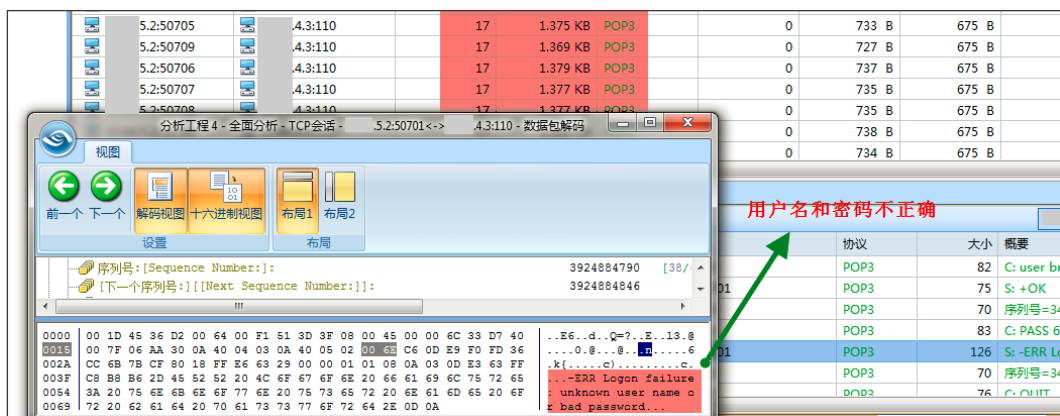 5.2:50705 .4.3:110 17 1.375 KB POP3 0 733 B 675 B
5.2:50709 .4.3:110 17 1.369 KB POP3 0 727 B 675 B
5.2:50706 .4.3:110 17 1.379 KB POP3 0 737 B 675 B
5.2:50707 .4.3:110 17 1.377 KB POP3 0 735 B 675 B
5.2:50708 .4.3:110 17 1.377 KB POP3 0 735 B 675 B
0 738 B 675 B
0 734 B 675 B
分析工程 4 - 全面分析 - TCP会话 - .5.2:50701<-> .4.3:110 - 数据包解码
视图
前一个 下一个 解码视图 十六进制视图 布局1 布局2
设置 布局
序列号:[Sequence Number:]: 3924884790 [38/
[下一个序列号:][[Next Sequence Number:]]: 3924884846
0000 00 1D 45 36 D2 00 64 00 F1 51 3D 3F 08 00 45 00 00 6C 33 D7 40 ..E6..d..Q=?..E..l3.@
0015 00 7F 06 AA 30 0A 40 04 03 0A 40 05 02 00 6E C6 0D E9 F0 FD 36 ....0.@...@...n.....6
002A CC 6B 7B CF 80 18 FF E6 63 29 00 00 01 01 08 0A 03 0D E3 63 FF .k{.....c).........c.
003F C8 B8 B6 2D 45 52 52 20 4C 6F 67 6F 6E 20 66 61 69 6C 75 72 65 ...-ERR Logon failure
0054 3A 20 75 6E 6B 6E 6F 77 6E 20 75 73 65 72 20 6E 61 6D 65 20 6F : unknown user name o
0069 72 20 62 61 64 20 70 61 73 73 77 6F 72 64 2E 0D 0A r bad password...
用户名和密码不正确
协议 大小 概要
POP3 82 C: user br
01 POP3 75 S: +OK
POP3 70 序列号=34
POP3 83 C: PASS 6
01 POP3 126 S: -ERR Lo
POP3 70 序列号=34
POP3 76 C: QUIT